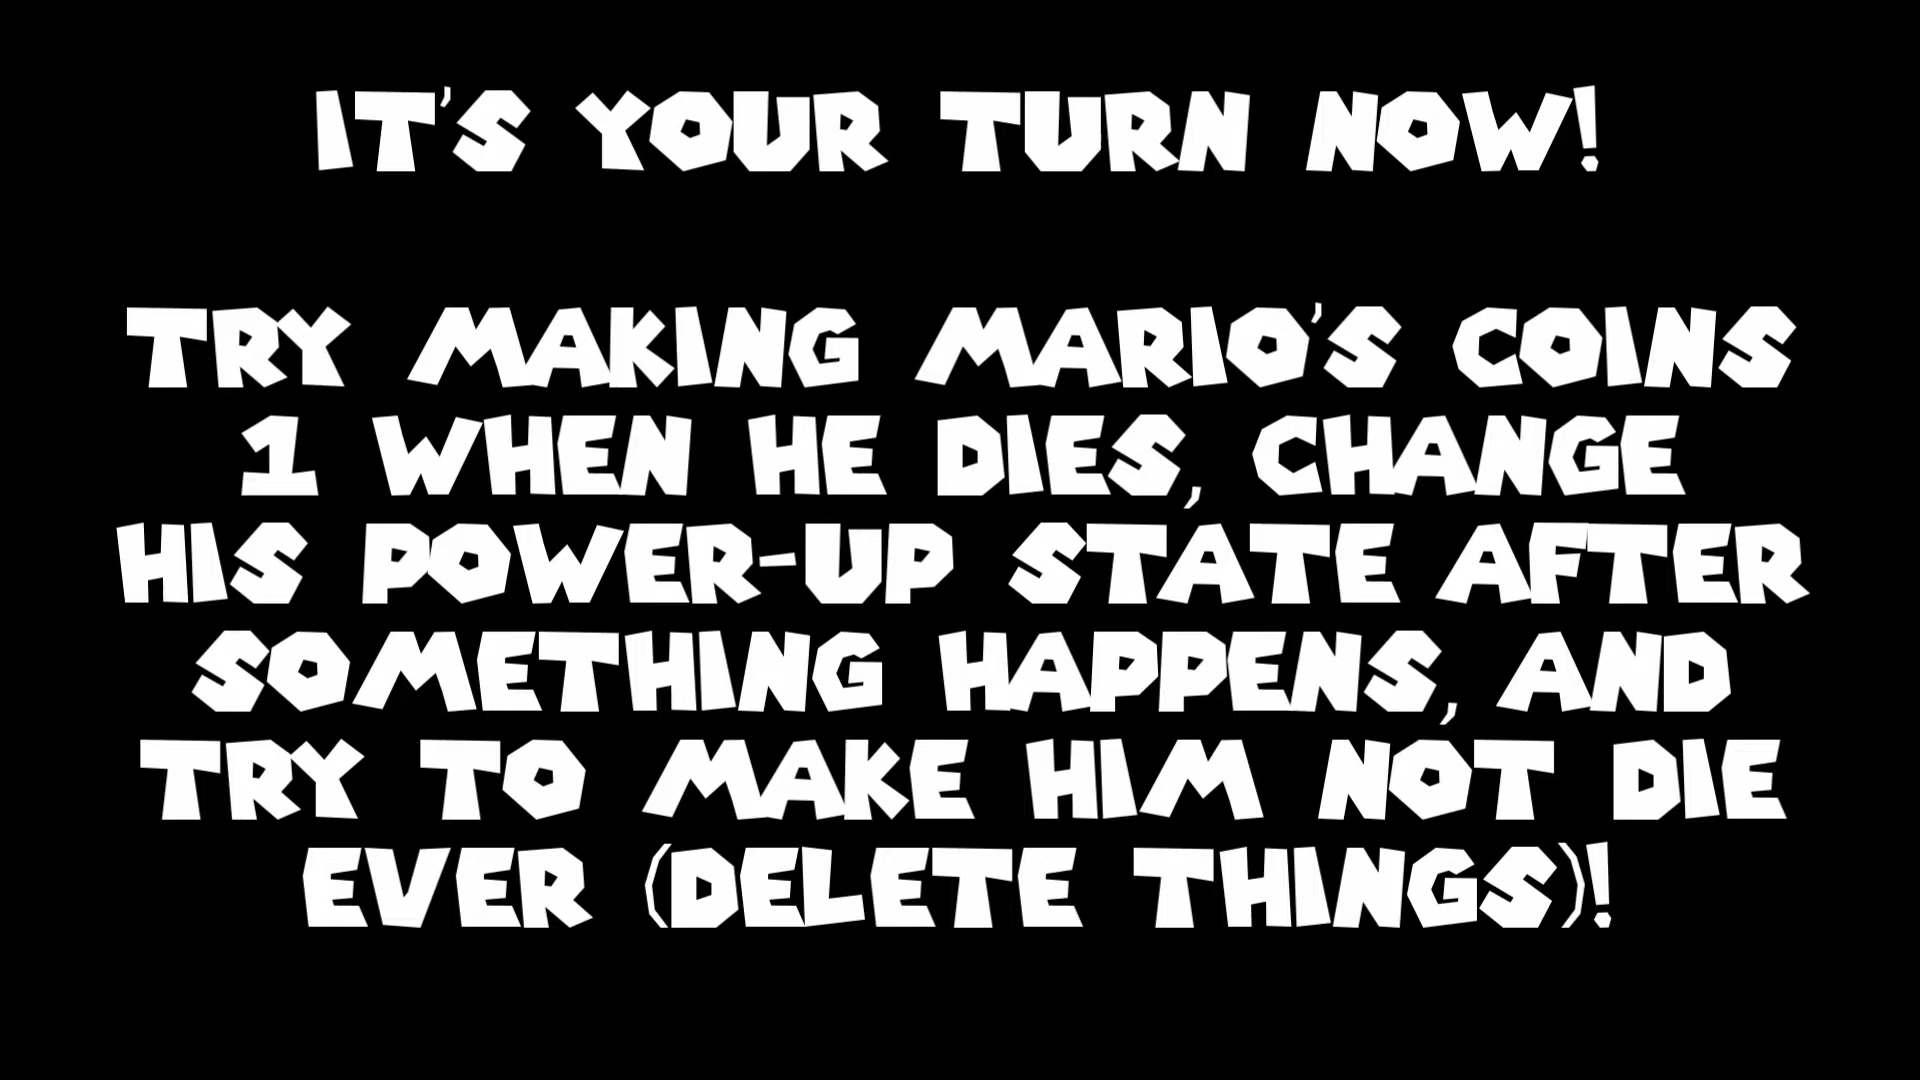 IT'S YOUR TURN NOW!
TRY MAKING MARIO'S COINS
1 WHEN HE DIES, CHANGE
HIS POWER-UP STATE AFTER
SOMETHING HAPPENS, AND
TRY TO MAKE HIM NOT DIE
EVER (DELETE THINGS)!